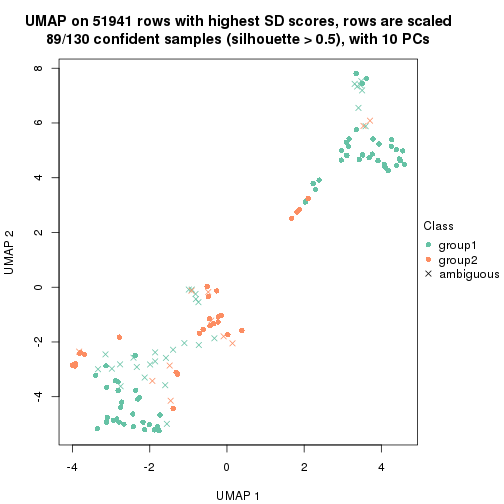 UMAP on 51941 rows with highest SD scores, rows are scaled
89/130 confident samples (silhouette > 0.5), with 10 PCs
8
6
4
2
0
-2
-4
UMAP 2
-4
-2
0
2
4
UMAP 1
Class
group1
group2
ambiguous